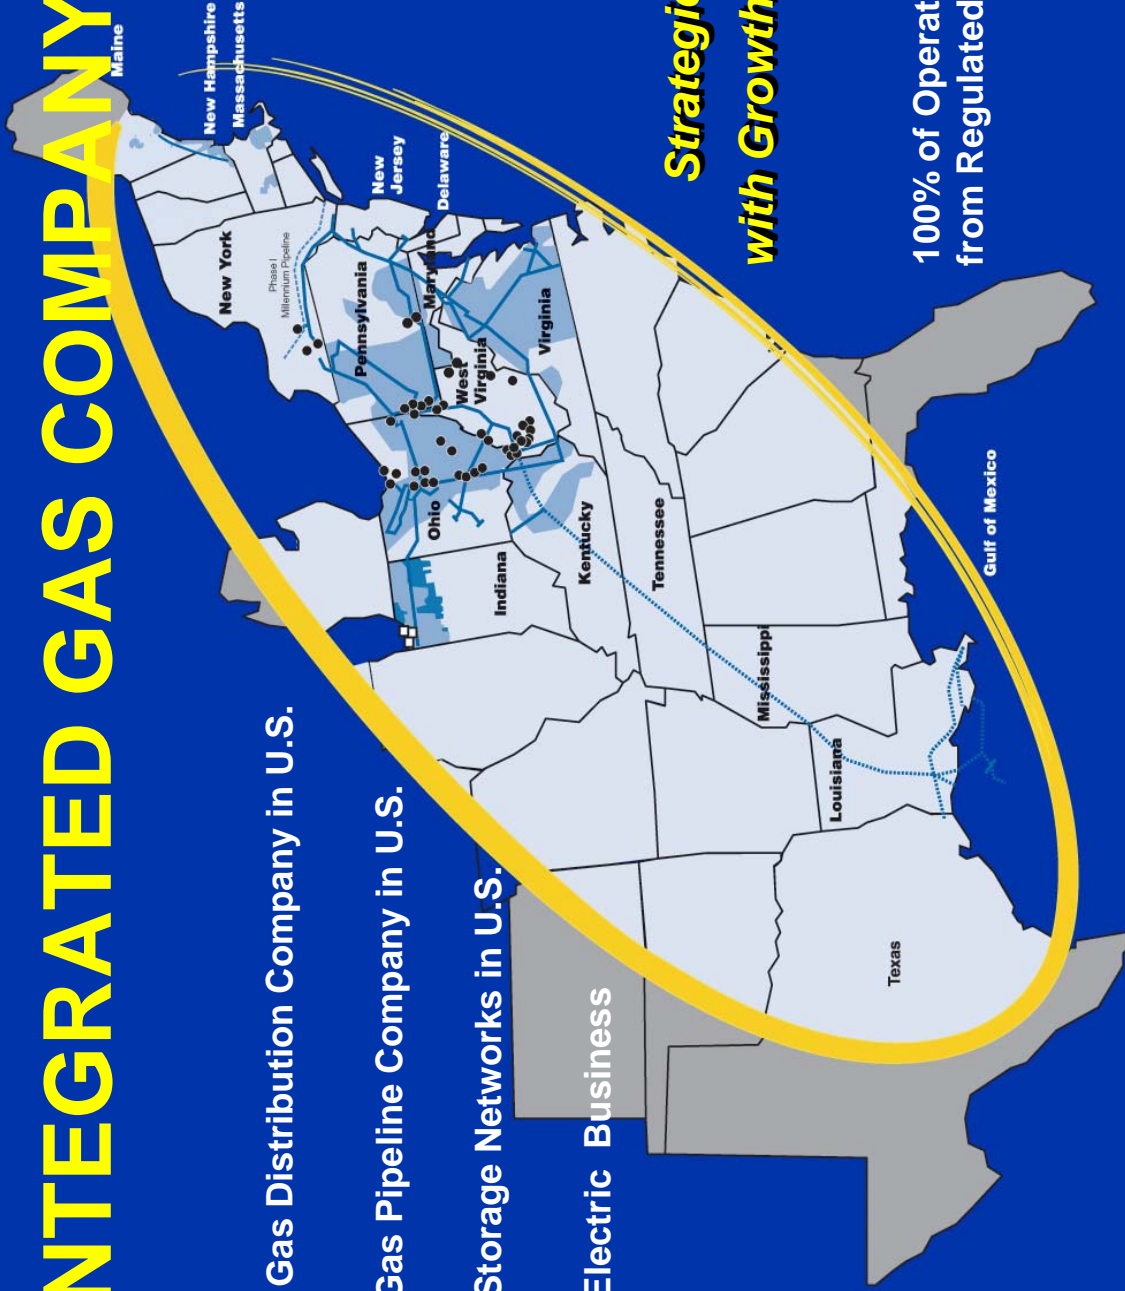 NTEGRATED GAS COMPANY
Gas Distribution Company in U.S.
Gas Pipeline Company in U.S.
Storage Networks in U.S.
Electric Business
Maine
New Hampshire
Massachusetts
New York
Phase I
Millennium Pipeline
New
Jersey
Delaware
Pennsylvania
Maryland
West
Virginia
Virginia
Ohio
Indiana
Kentucky
Tennessee
Mississippi
Louisiana
Texas
Gulf of Mexico
Strategic
with Growth
100% of Operat
from Regulated